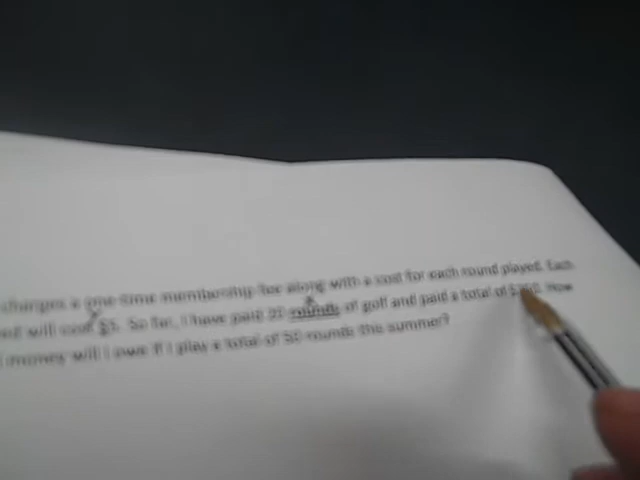 charges a one-time membership fee along with a cost for each round played. Each
will cost $5. So far, I have paid rounds of golf and paid a total of How
money will I owe if I play a total of 50 rounds this summer?